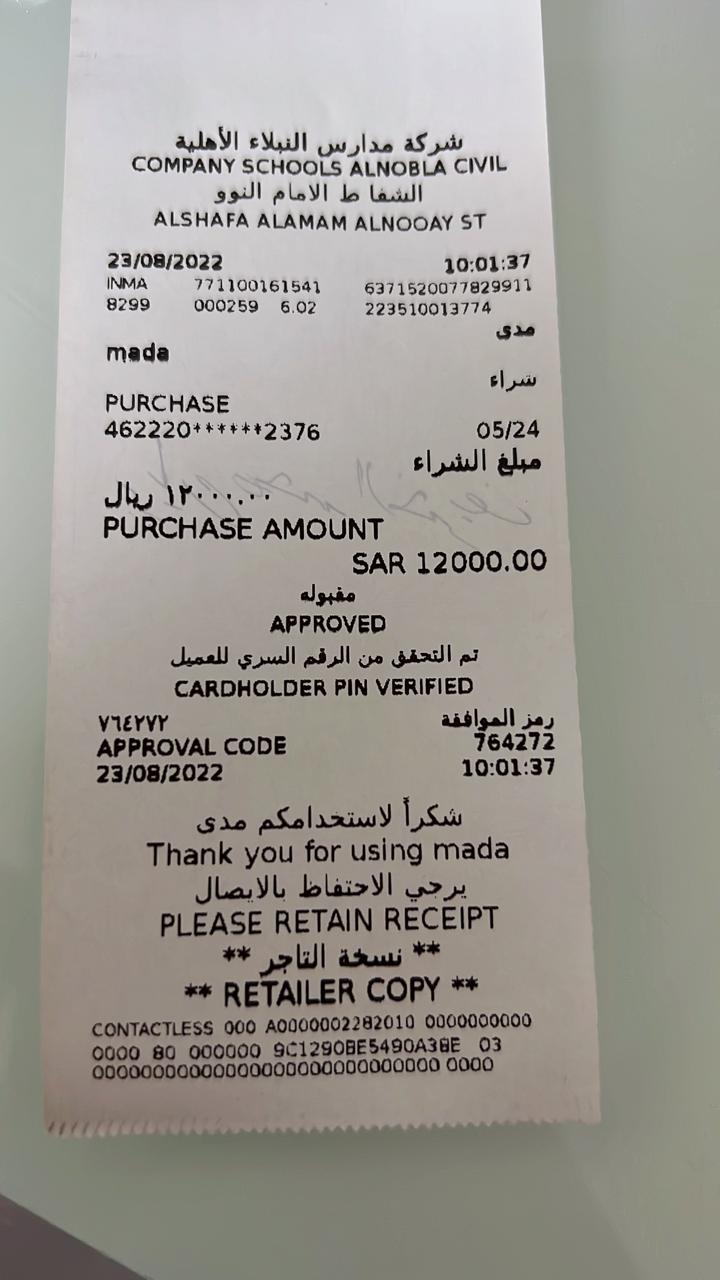 شركة مدارس النبلاء الأهلية
COMPANY SCHOOLS ALNOBLA CIVIL
الشفا ط الامام النوو
ALSHAFA ALAMAM ALNOOAY ST
23/08/2022 10:01:37
INMA 771100161541 6371520077829911
8299 000259 6.02 223510013774
مدى
mada
شراء
PURCHASE
462220******2376 05/24
مبلغ الشراء
١٢٠٠٠.٠٠ ريال
PURCHASE AMOUNT
SAR 12000.00
مقبوله
APPROVED
تم التحقق من الرقم السري للعميل
CARDHOLDER PIN VERIFIED
رمز الموافقة ٧٦٤٢٧٢
APPROVAL CODE 764272
23/08/2022 10:01:37
شكراً لاستخدامكم مدى
Thank you for using mada
يرجي الاحتفاظ بالايصال
PLEASE RETAIN RECEIPT
** نسخة التاجر **
** RETAILER COPY **
CONTACTLESS 000 A0000002282010 0000000000
0000 80 000000 9C1290BE5490A38E 03
00000000000000000000000000000 0000